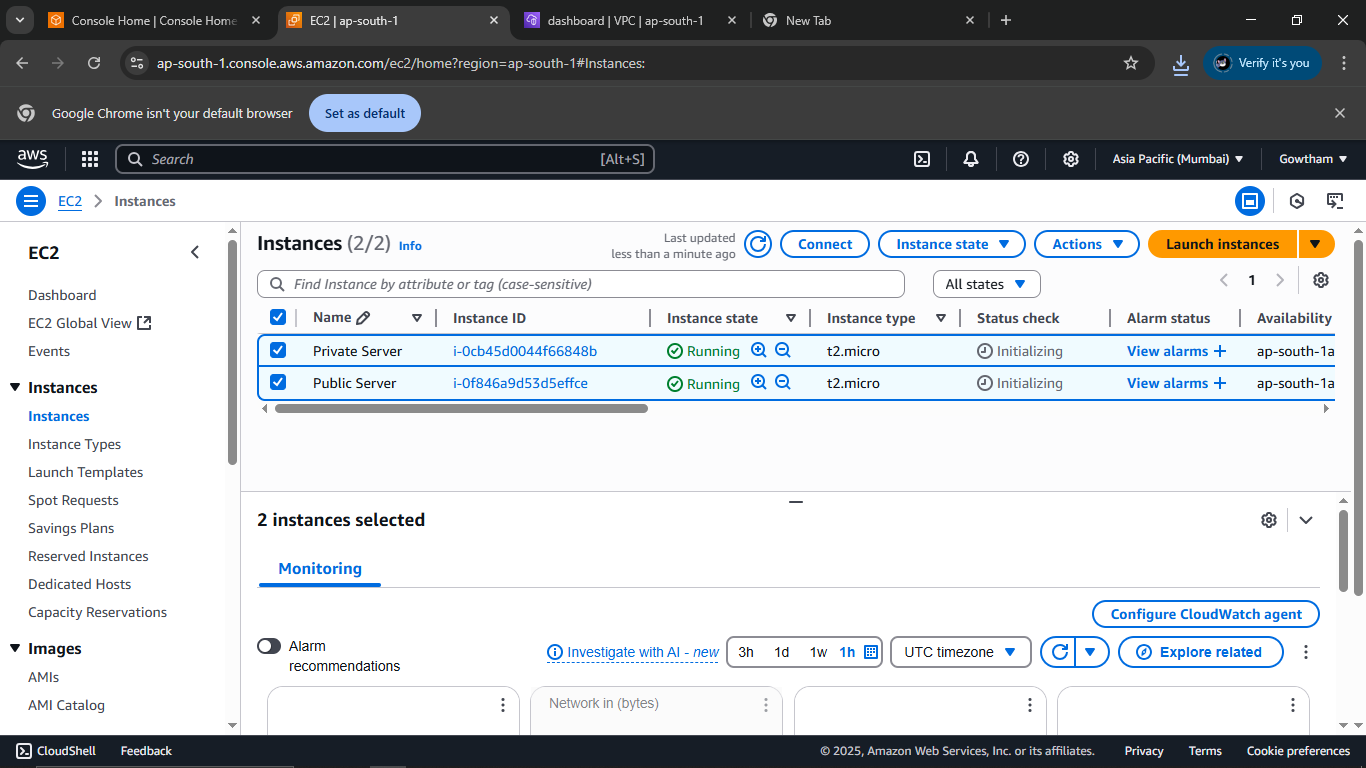 Console Home | Console Home
EC2 | ap-south-1
dashboard | VPC | ap-south-1
New Tab
ap-south-1.console.aws.amazon.com/ec2/home?region=ap-south-1#Instances:
Verify it's you
Google Chrome isn't your default browser
Set as default
aws
Search
[Alt+S]
Asia Pacific (Mumbai)
Gowtham
EC2
Instances
EC2
Dashboard
EC2 Global View
Events
Instances
Instances
Instance Types
Launch Templates
Spot Requests
Savings Plans
Reserved Instances
Dedicated Hosts
Capacity Reservations
Images
AMIs
AMI Catalog
Instances (2/2) Info
Last updated
less than a minute ago
Connect
Instance state
Actions
Launch instances
Find Instance by attribute or tag (case-sensitive)
All states
1
Name Instance ID Instance state Instance type Status check Alarm status Availability
Private Server i-0cb45d0044f66848b Running t2.micro Initializing View alarms + ap-south-1a
Public Server i-0f846a9d53d5effce Running t2.micro Initializing View alarms + ap-south-1a
2 instances selected
Monitoring
Configure CloudWatch agent
Alarm
recommendations
Investigate with AI - new
3h 1d 1w 1h
UTC timezone
Explore related
Network in (bytes)
CloudShell
Feedback
© 2025, Amazon Web Services, Inc. or its affiliates.
Privacy
Terms
Cookie preferences